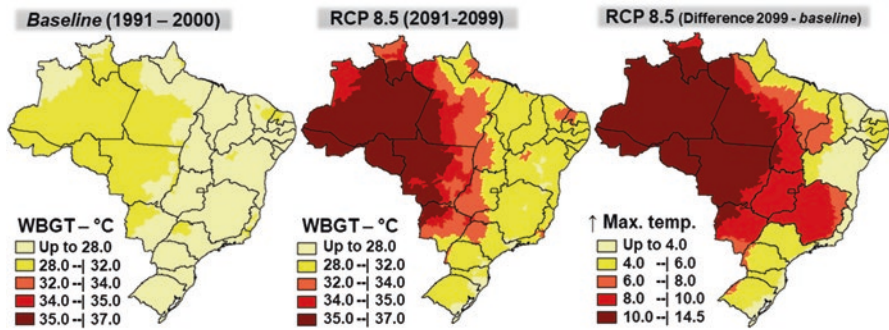 Baseline (1991 – 2000)
RCP 8.5 (2091-2099)
RCP 8.5 (Difference 2099 - baseline)
WBGT – °C
Up to 28.0
28.0 --| 32.0
32.0 --| 34.0
34.0 --| 35.0
35.0 --| 37.0
WBGT – °C
Up to 28.0
28.0 --| 32.0
32.0 --| 34.0
34.0 --| 35.0
35.0 --| 37.0
↑ Max. temp.
Up to 4.0
4.0 --| 6.0
6.0 --| 8.0
8.0 --| 10.0
10.0 --| 14.5